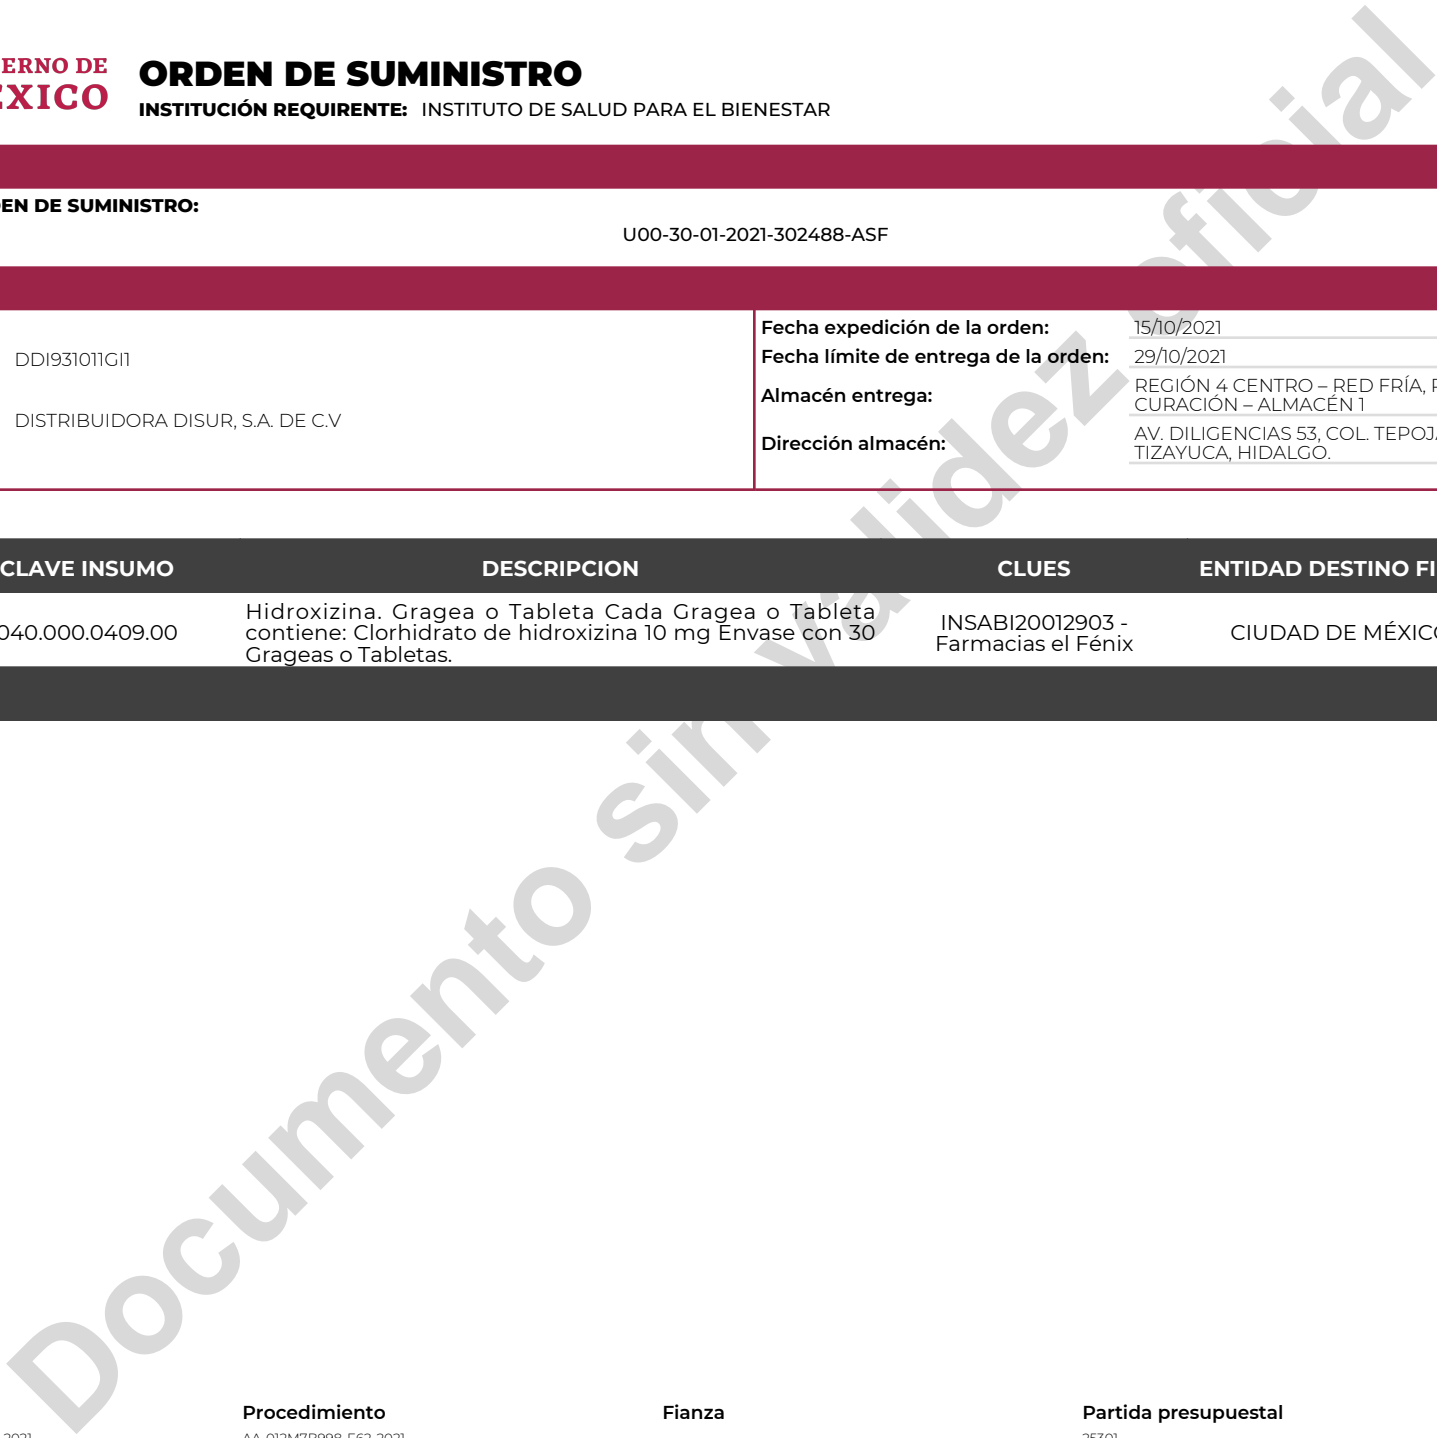 ERNO DE
ÉXICO
ORDEN DE SUMINISTRO
INSTITUCIÓN REQUIRENTE: INSTITUTO DE SALUD PARA EL BIENESTAR
EN DE SUMINISTRO:
U00-30-01-2021-302488-ASF
DDI931011GI1
DISTRIBUIDORA DISUR, S.A. DE C.V
Fecha expedición de la orden: 15/10/2021
Fecha límite de entrega de la orden: 29/10/2021
Almacén entrega: REGIÓN 4 CENTRO – RED FRÍA,
CURACIÓN – ALMACÉN 1
Dirección almacén: AV. DILIGENCIAS 53, COL. TEPOJ
TIZAYUCA, HIDALGO.
CLAVE INSUMO DESCRIPCION CLUES ENTIDAD DESTINO FI
040.000.0409.00
Hidroxizina. Gragea o Tableta Cada Gragea o Tableta
contiene: Clorhidrato de hidroxizina 10 mg Envase con 30
Grageas o Tabletas.
INSABI20012903 -
Farmacias el Fénix
CIUDAD DE MÉXICO
Documento sin validez oficial
Procedimiento Fianza Partida presupuestal